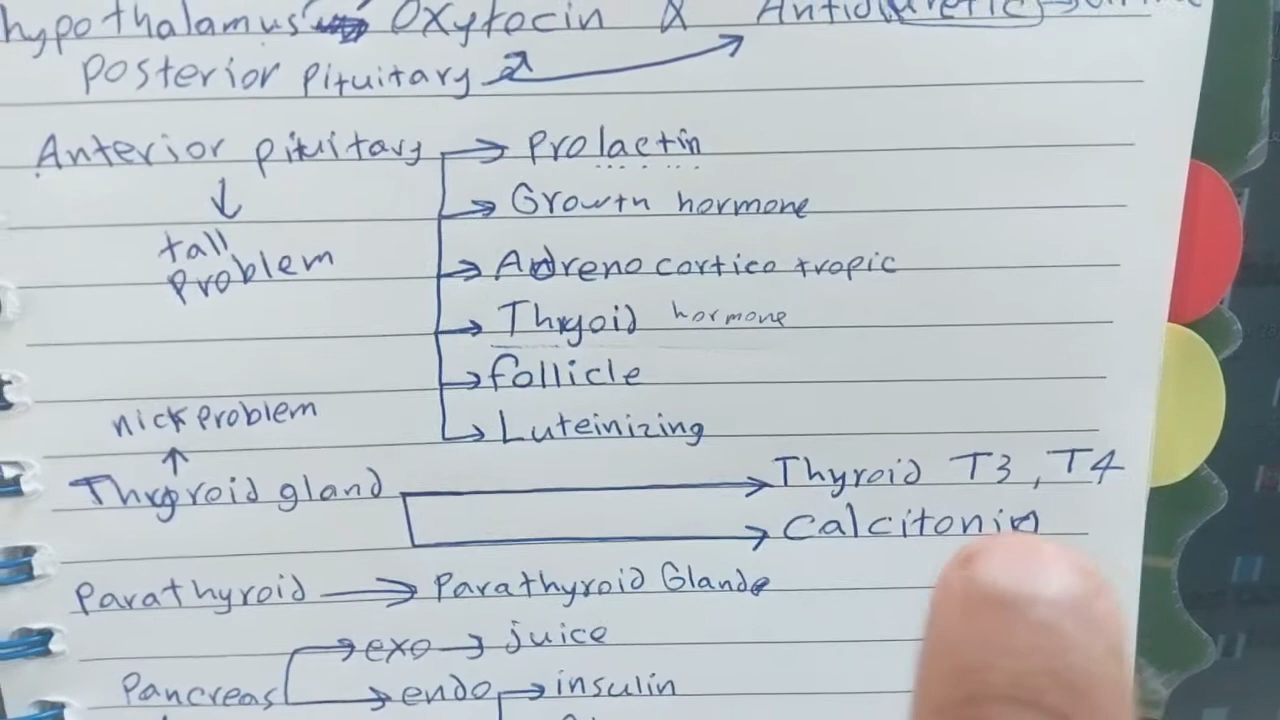 hypothalamus Oxytocin &
Posterior Pituitary
Anterior pituitary → Prolactin
↓ → Growth hormone
tall
Problem → Adreno cortico tropic
→ Thyoid hormone
→ follicle
nick Problem → Luteinizing
↑
Thyroid gland → Thyroid T3, T4
→ Calcitonin
Parathyroid → Parathyroid Glande
Pancreas → exo → juice
→ endo → insulin